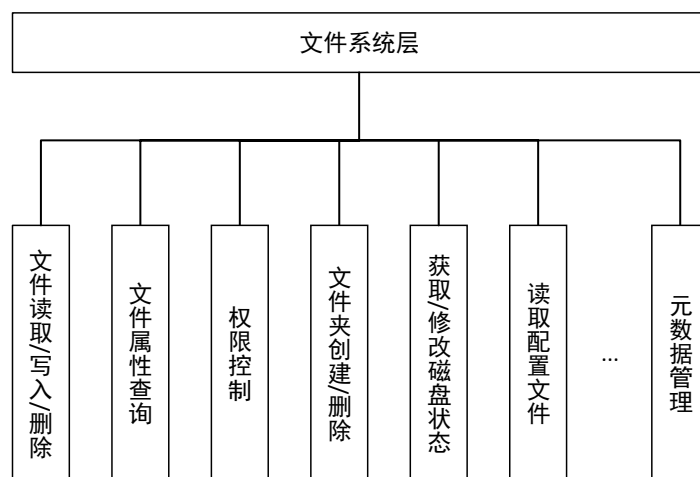 文件系统层
文件读取/写入/删除
文件属性查询
权限控制
文件夹创建/删除
获取/修改磁盘状态
读取配置文件
...
元数据管理